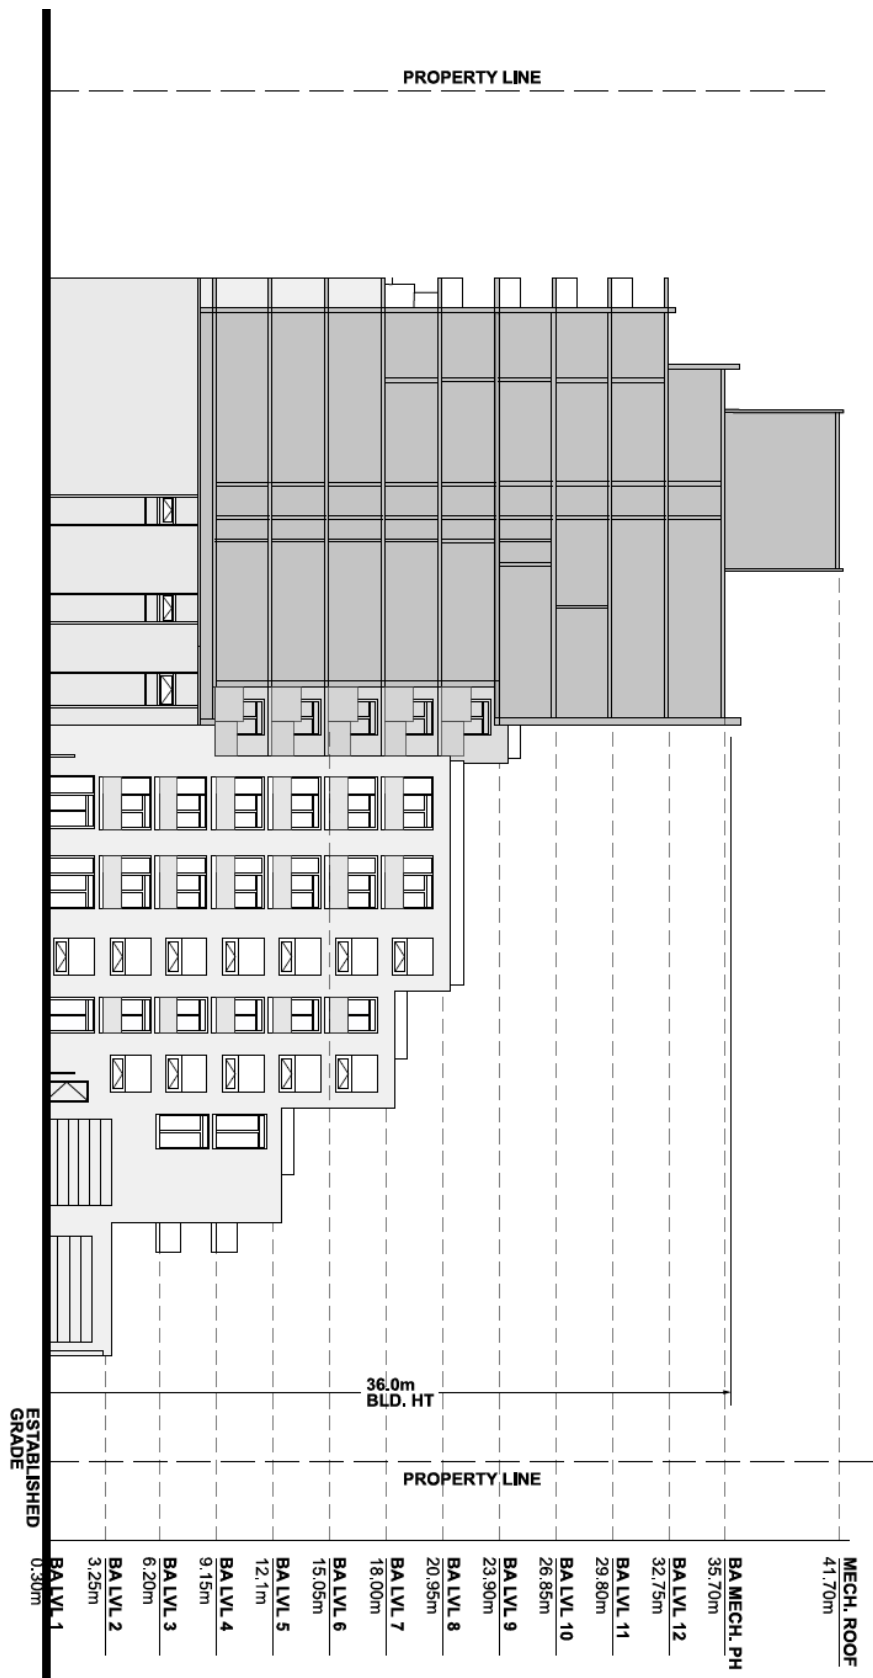 PROPERTY LINE
36.0m
BLD. HT
PROPERTY LINE
ESTABLISHED
GRADE
MECH. ROOF
41.70m
BA MECH. PH
35.70m
BA LVL 12
32.75m
BA LVL 11
29.80m
BA LVL 10
26.85m
BA LVL 9
23.90m
BA LVL 8
20.95m
BA LVL 7
18.00m
BA LVL 6
15.05m
BA LVL 5
12.1m
BA LVL 4
9.15m
BA LVL 3
6.20m
BA LVL 2
3.25m
BA LVL 1
0.30m